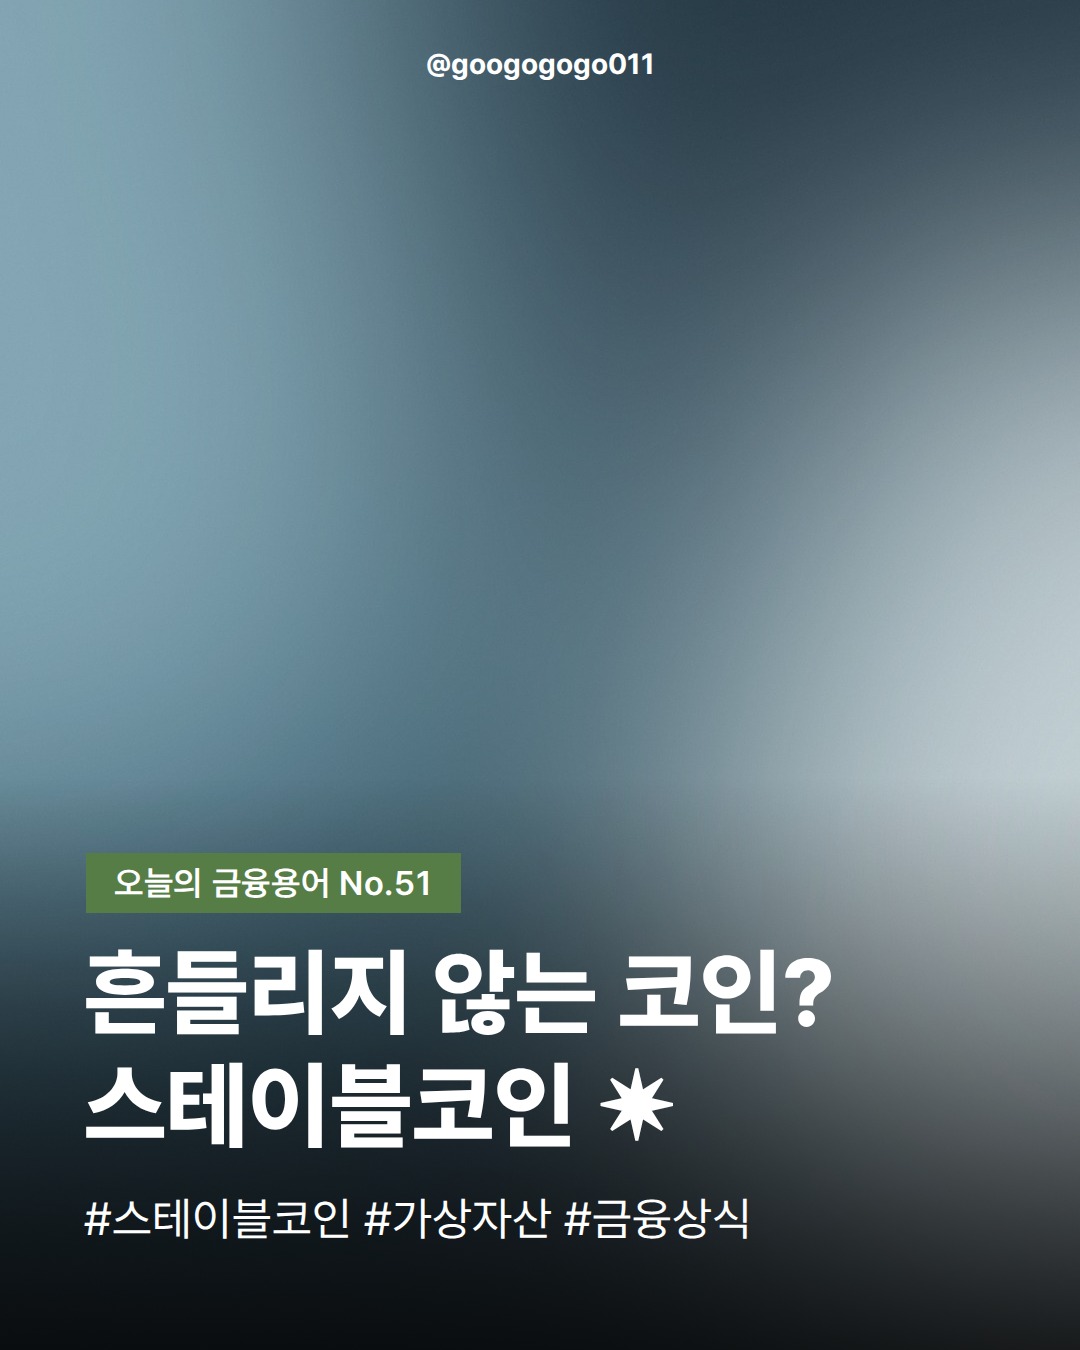 @googogogo011
오늘의 금융용어 No.51
흔들리지 않는 코인?
스테이블코인 ✷
#스테이블코인 #가상자산 #금융상식